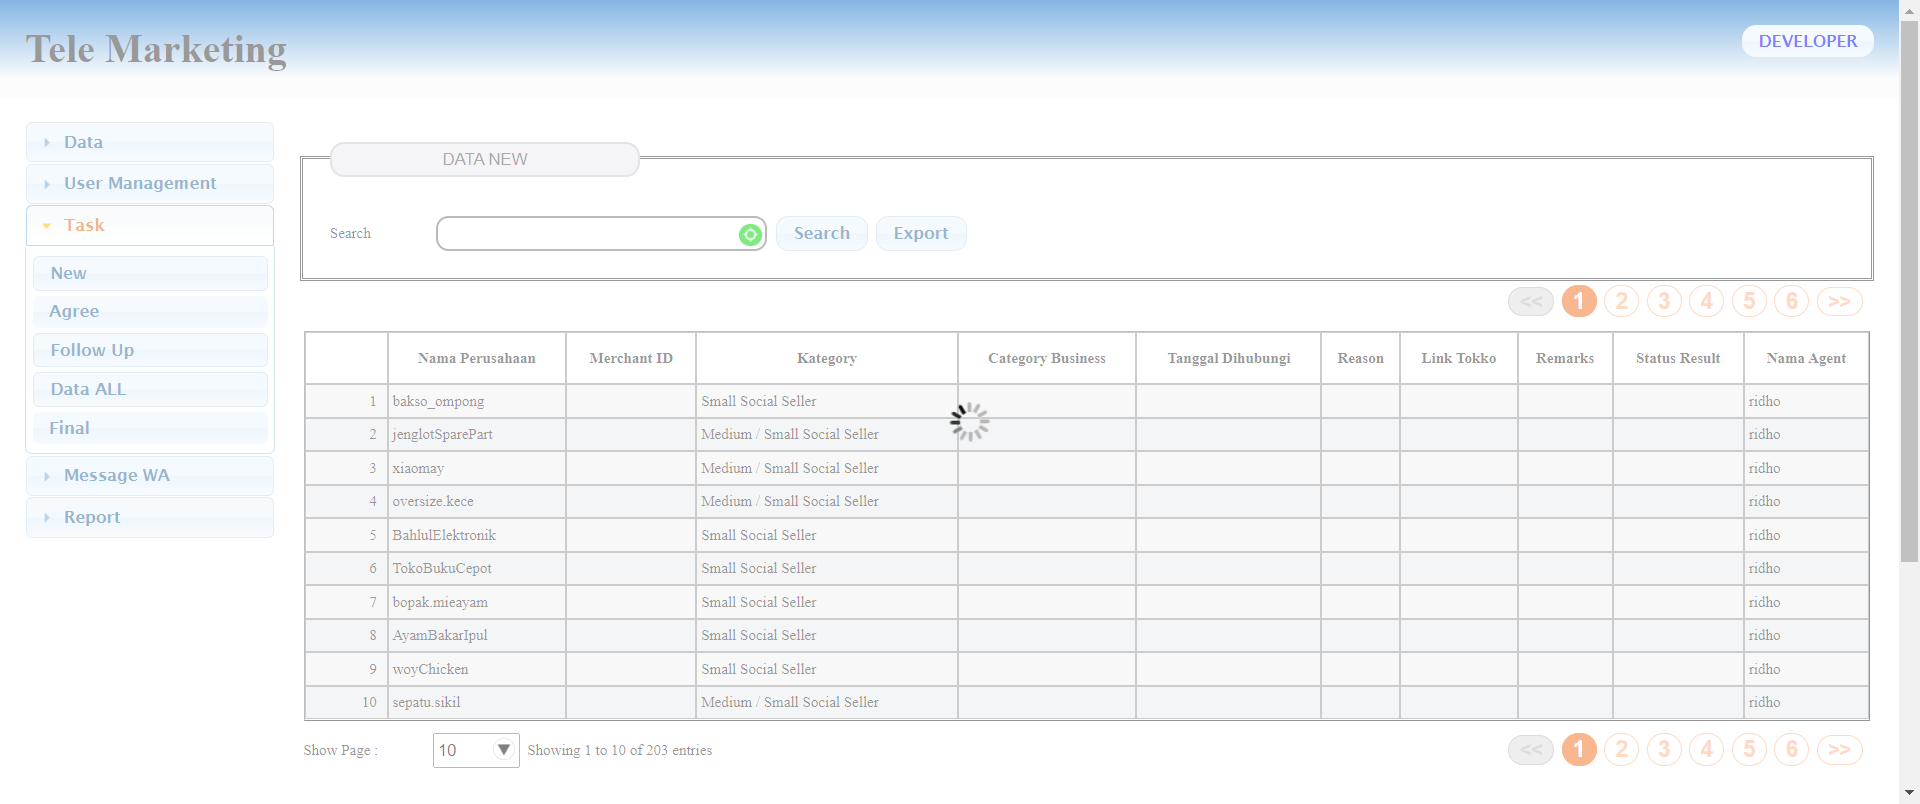 Tele Marketing
DEVELOPER
Data
User Management
Task
New
Agree
Follow Up
Data ALL
Final
Message WA
Report
DATA NEW
Search Search Export
<< 1 2 3 4 5 6 >>
Nama Perusahaan Merchant ID Kategory Category Business Tanggal Dihubungi Reason Link Tokko Remarks Status Result Nama Agent
1 bakso_ompong Small Social Seller ridho
2 jenglotSparePart Medium / Small Social Seller ridho
3 xiaomay Medium / Small Social Seller ridho
4 oversize.kece Medium / Small Social Seller ridho
5 BahlulElektronik Small Social Seller ridho
6 TokoBukuCepot Small Social Seller ridho
7 bopak.mieayam Small Social Seller ridho
8 AyamBakarIpul Small Social Seller ridho
9 woyChicken Small Social Seller ridho
10 sepatu.sikil Medium / Small Social Seller ridho
Show Page : 10 Showing 1 to 10 of 203 entries
<< 1 2 3 4 5 6 >>